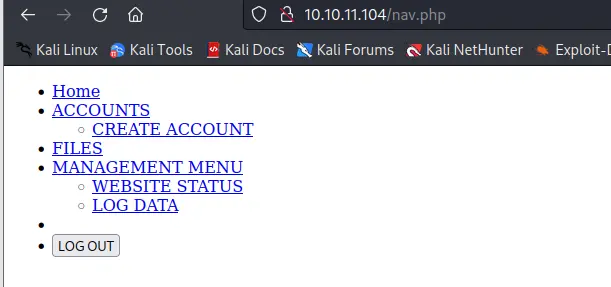 10.10.11.104/nav.php
Kali Linux Kali Tools Kali Docs Kali Forums Kali NetHunter Exploit-D
Home
ACCOUNTS
CREATE ACCOUNT
FILES
MANAGEMENT MENU
WEBSITE STATUS
LOG DATA
LOG OUT